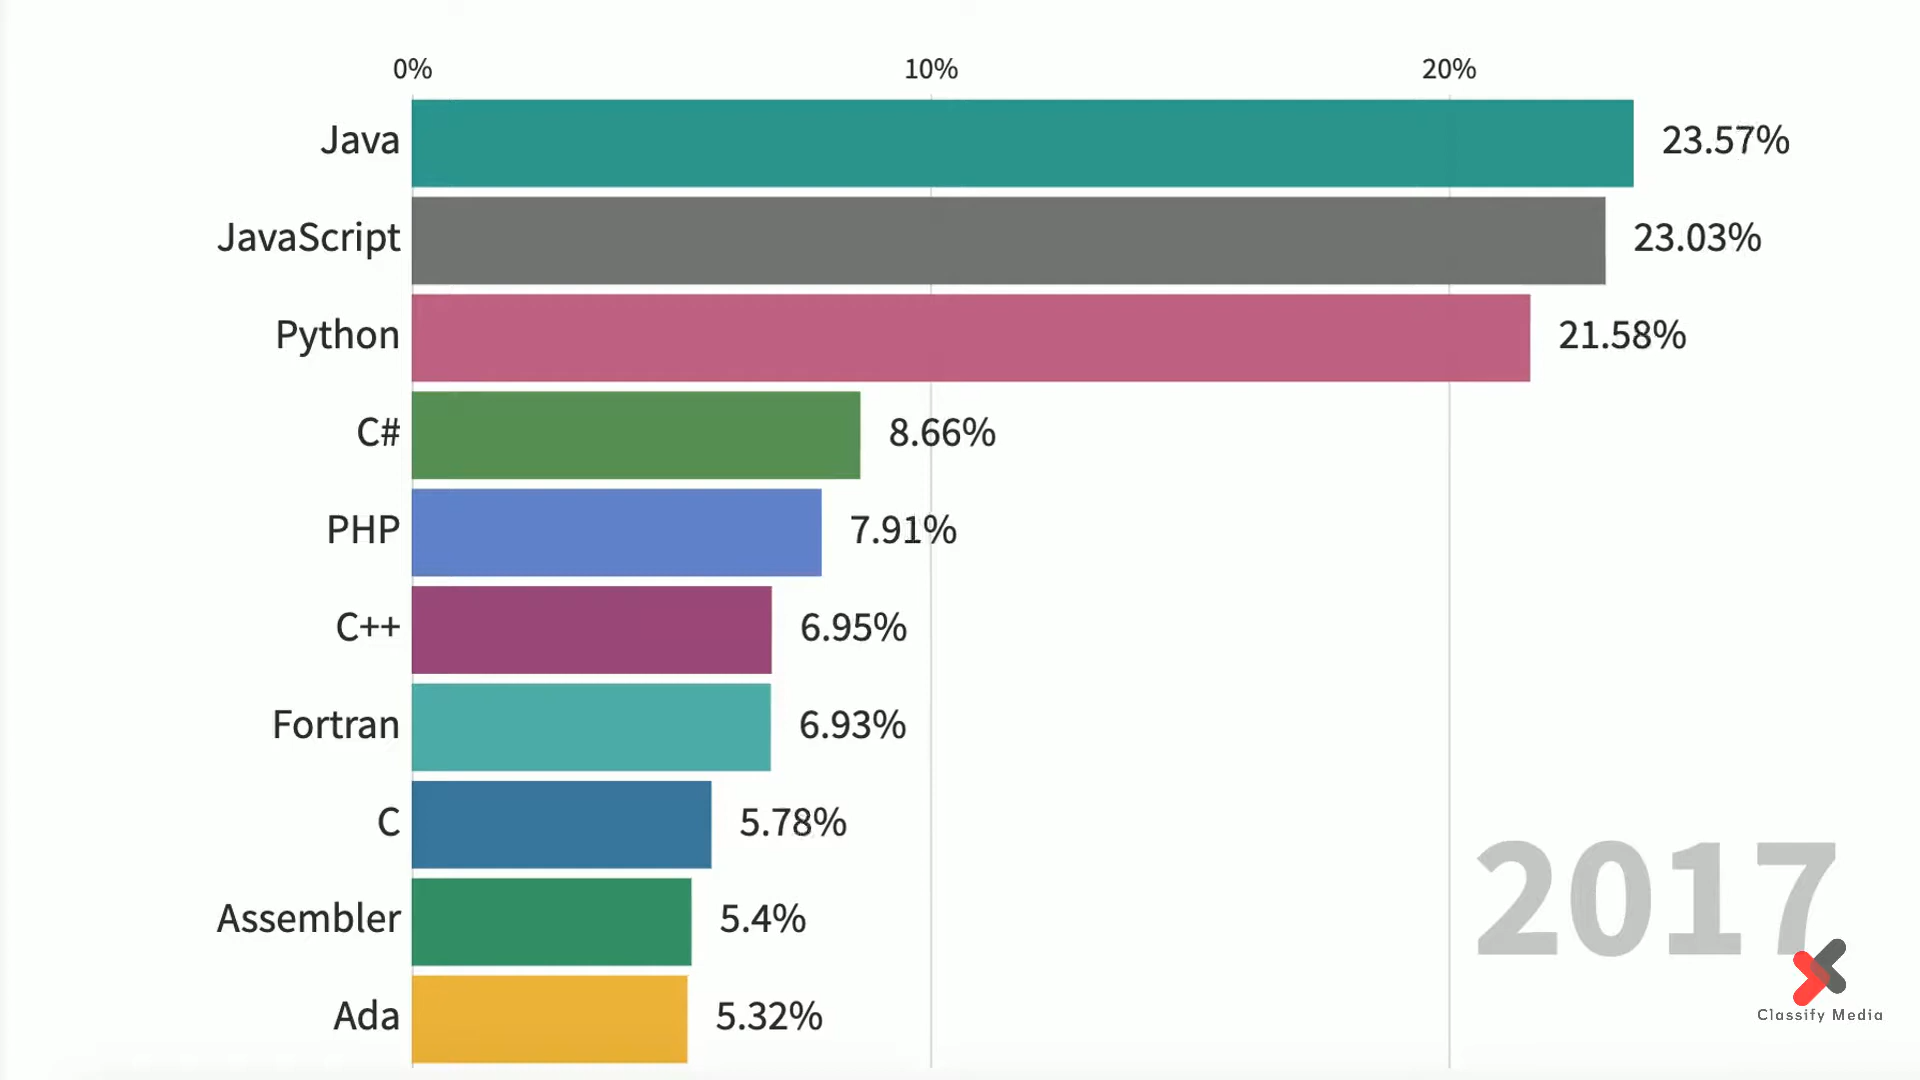 0% 10% 20%
Java 23.57%
JavaScript 23.03%
Python 21.58%
C# 8.66%
PHP 7.91%
C++ 6.95%
Fortran 6.93%
C 5.78%
Assembler 5.4%
Ada 5.32%
2017
Classify Media